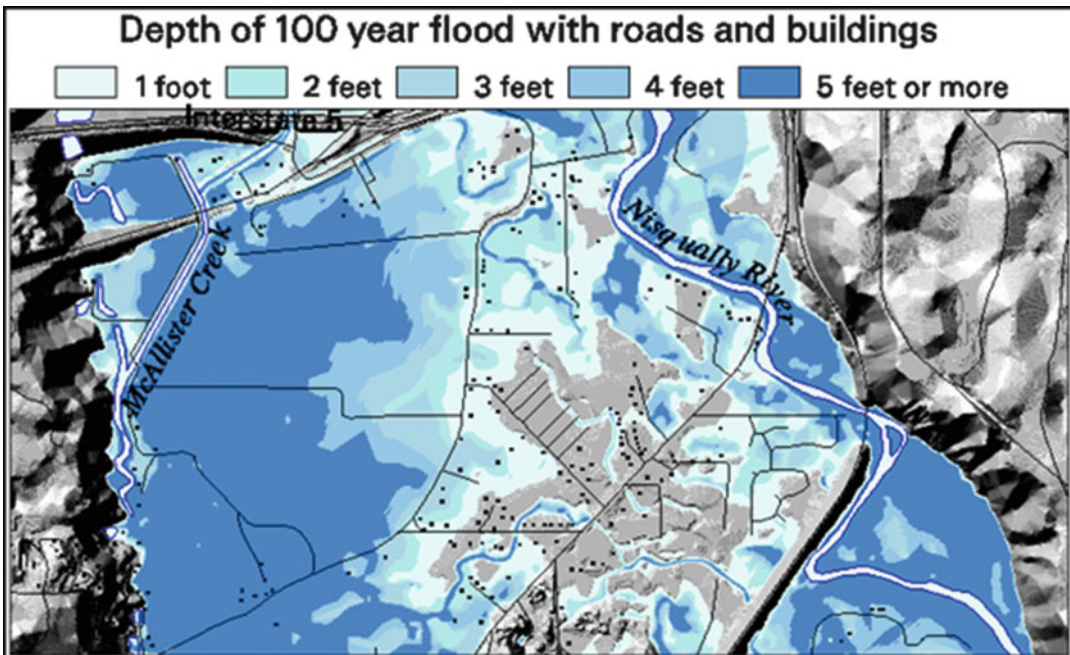 Depth of 100 year flood with roads and buildings
1 foot
2 feet
3 feet
4 feet
5 feet or more
Interstate 5
McAllister Creek
Nisqually River